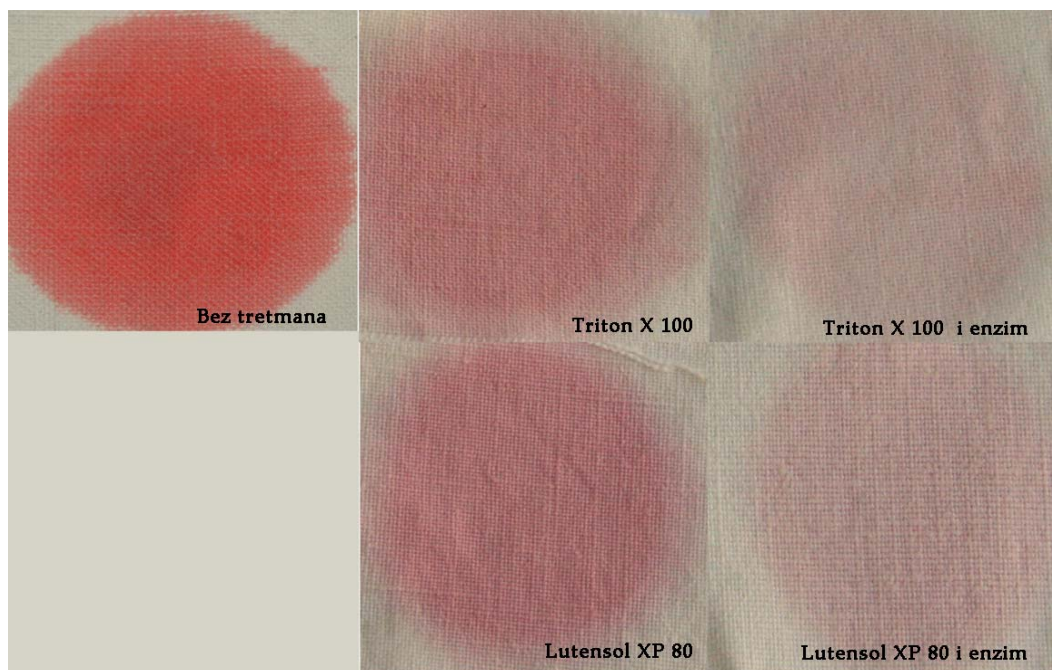 Bez tretmana
Triton X 100
Triton X 100 i enzim
Lutensol XP 80
Lutensol XP 80 i enzim